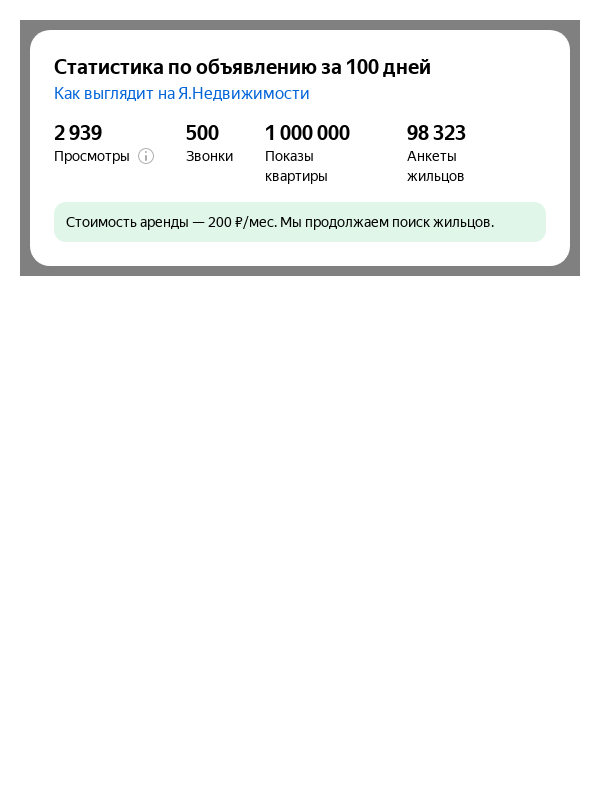 Статистика по объявлению за 100 дней
Как выглядит на Я.Недвижимости
2 939
Просмотры
500
Звонки
1 000 000
Показы
квартиры
98 323
Анкеты
жильцов
Стоимость аренды — 200 ₽/мес. Мы продолжаем поиск жильцов.